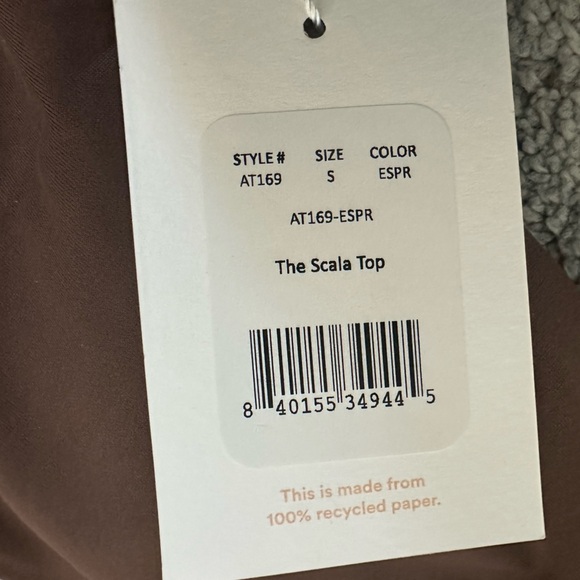 STYLE # SIZE COLOR
AT169 S ESPR
AT169-ESPR
The Scala Top
8 40155 34944 5
This is made from
100% recycled paper.